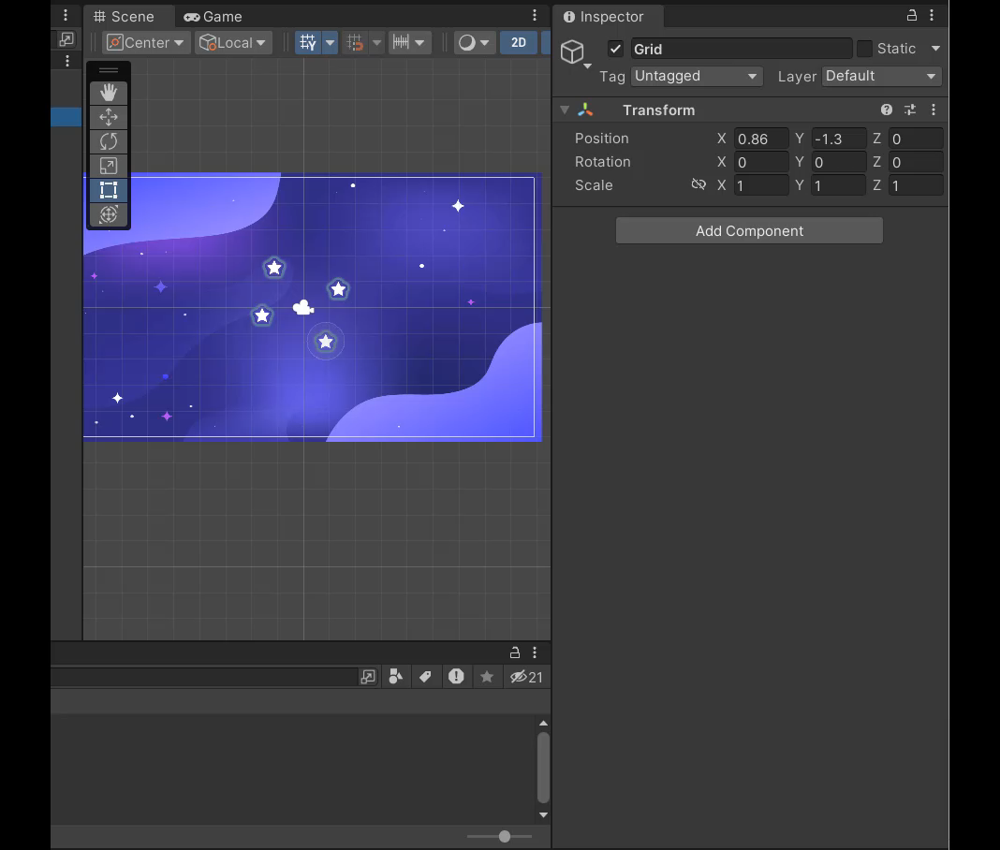 Scene
Game
Inspector
Center
Local
2D
Grid
Static
Tag
Untagged
Layer
Default
Transform
Position
X
0.86
Y
-1.3
Z
0
Rotation
X
0
Y
0
Z
0
Scale
X
1
Y
1
Z
1
Add Component
21